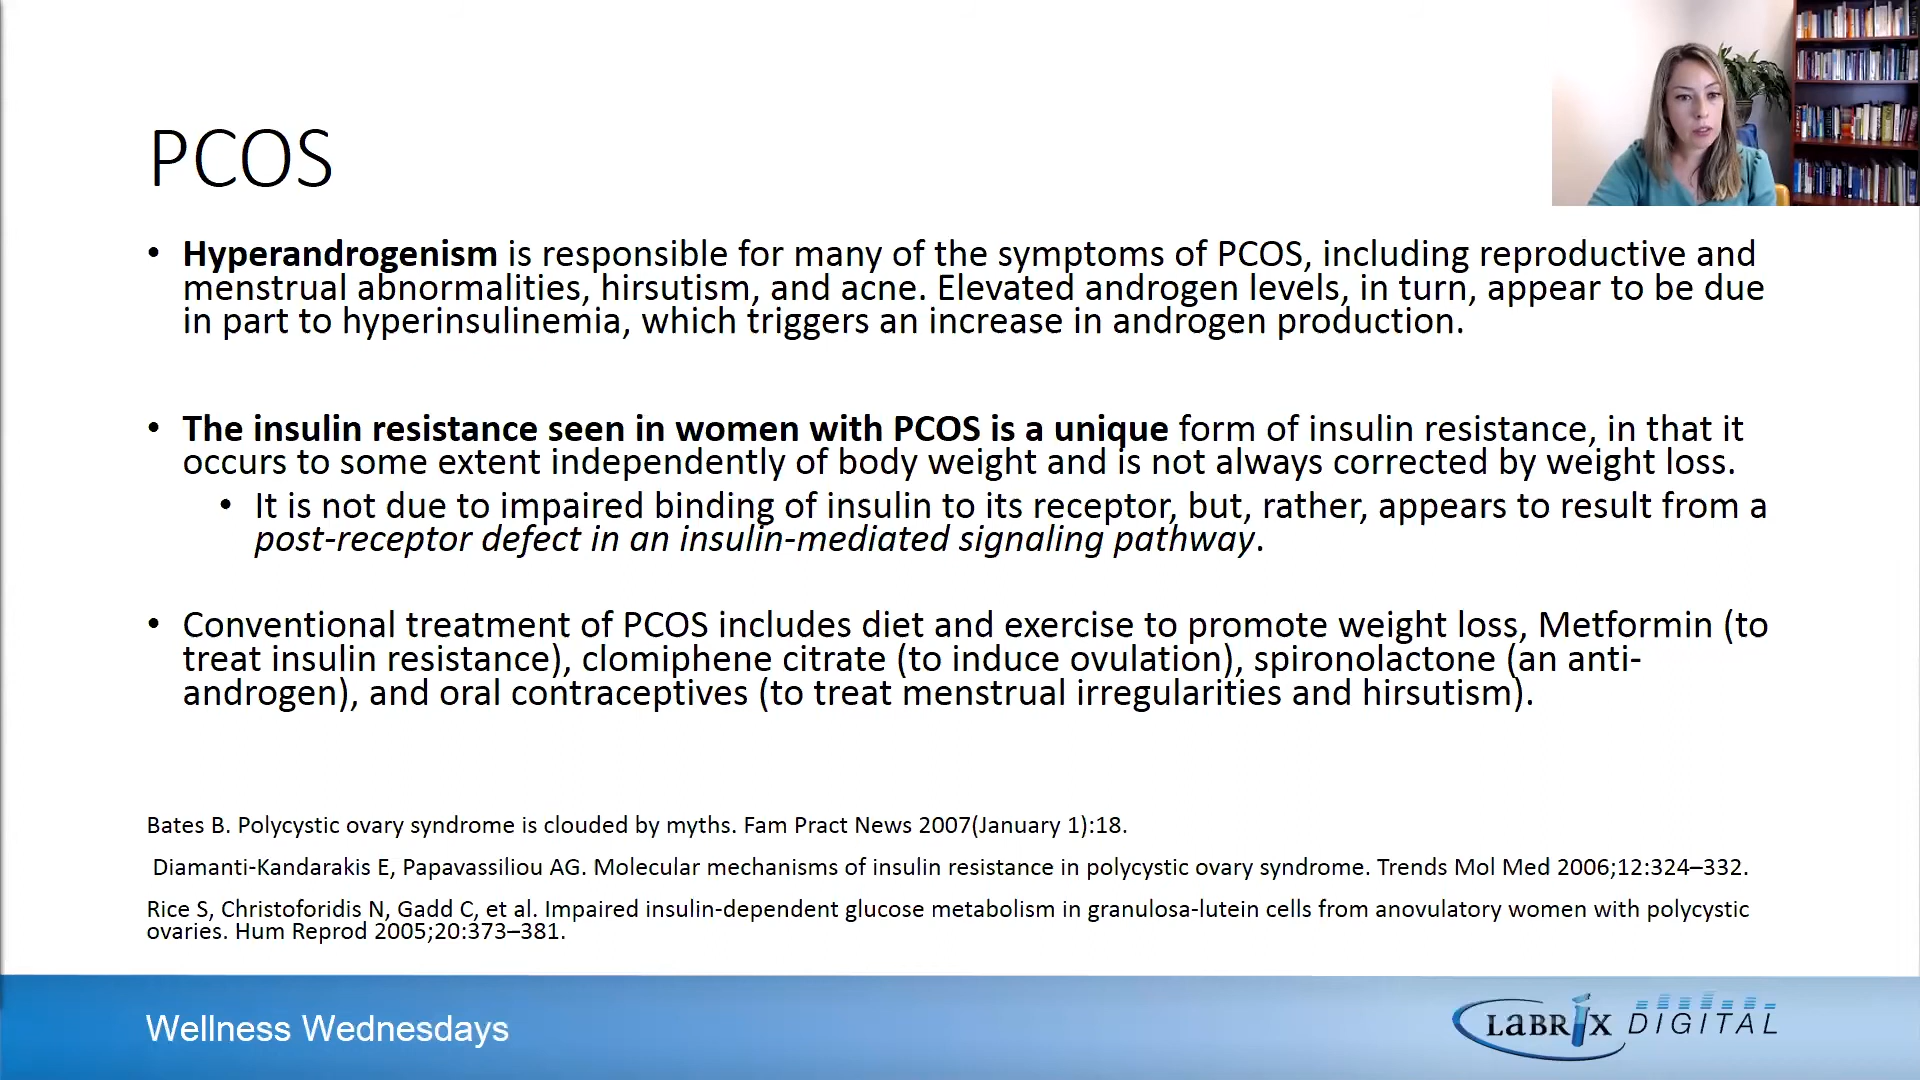 PCOS
• Hyperandrogenism is responsible for many of the symptoms of PCOS, including reproductive and
menstrual abnormalities, hirsutism, and acne. Elevated androgen levels, in turn, appear to be due
in part to hyperinsulinemia, which triggers an increase in androgen production.
• The insulin resistance seen in women with PCOS is a unique form of insulin resistance, in that it
occurs to some extent independently of body weight and is not always corrected by weight loss.
• It is not due to impaired binding of insulin to its receptor, but, rather, appears to result from a
post-receptor defect in an insulin-mediated signaling pathway.
• Conventional treatment of PCOS includes diet and exercise to promote weight loss, Metformin (to
treat insulin resistance), clomiphene citrate (to induce ovulation), spironolactone (an anti-
androgen), and oral contraceptives (to treat menstrual irregularities and hirsutism).
Bates B. Polycystic ovary syndrome is clouded by myths. Fam Pract News 2007(January 1):18.
Diamanti-Kandarakis E, Papavassiliou AG. Molecular mechanisms of insulin resistance in polycystic ovary syndrome. Trends Mol Med 2006;12:324–332.
Rice S, Christoforidis N, Gadd C, et al. Impaired insulin-dependent glucose metabolism in granulosa-lutein cells from anovulatory women with polycystic
ovaries. Hum Reprod 2005;20:373–381.
Wellness Wednesdays
LABRIX DIGITAL